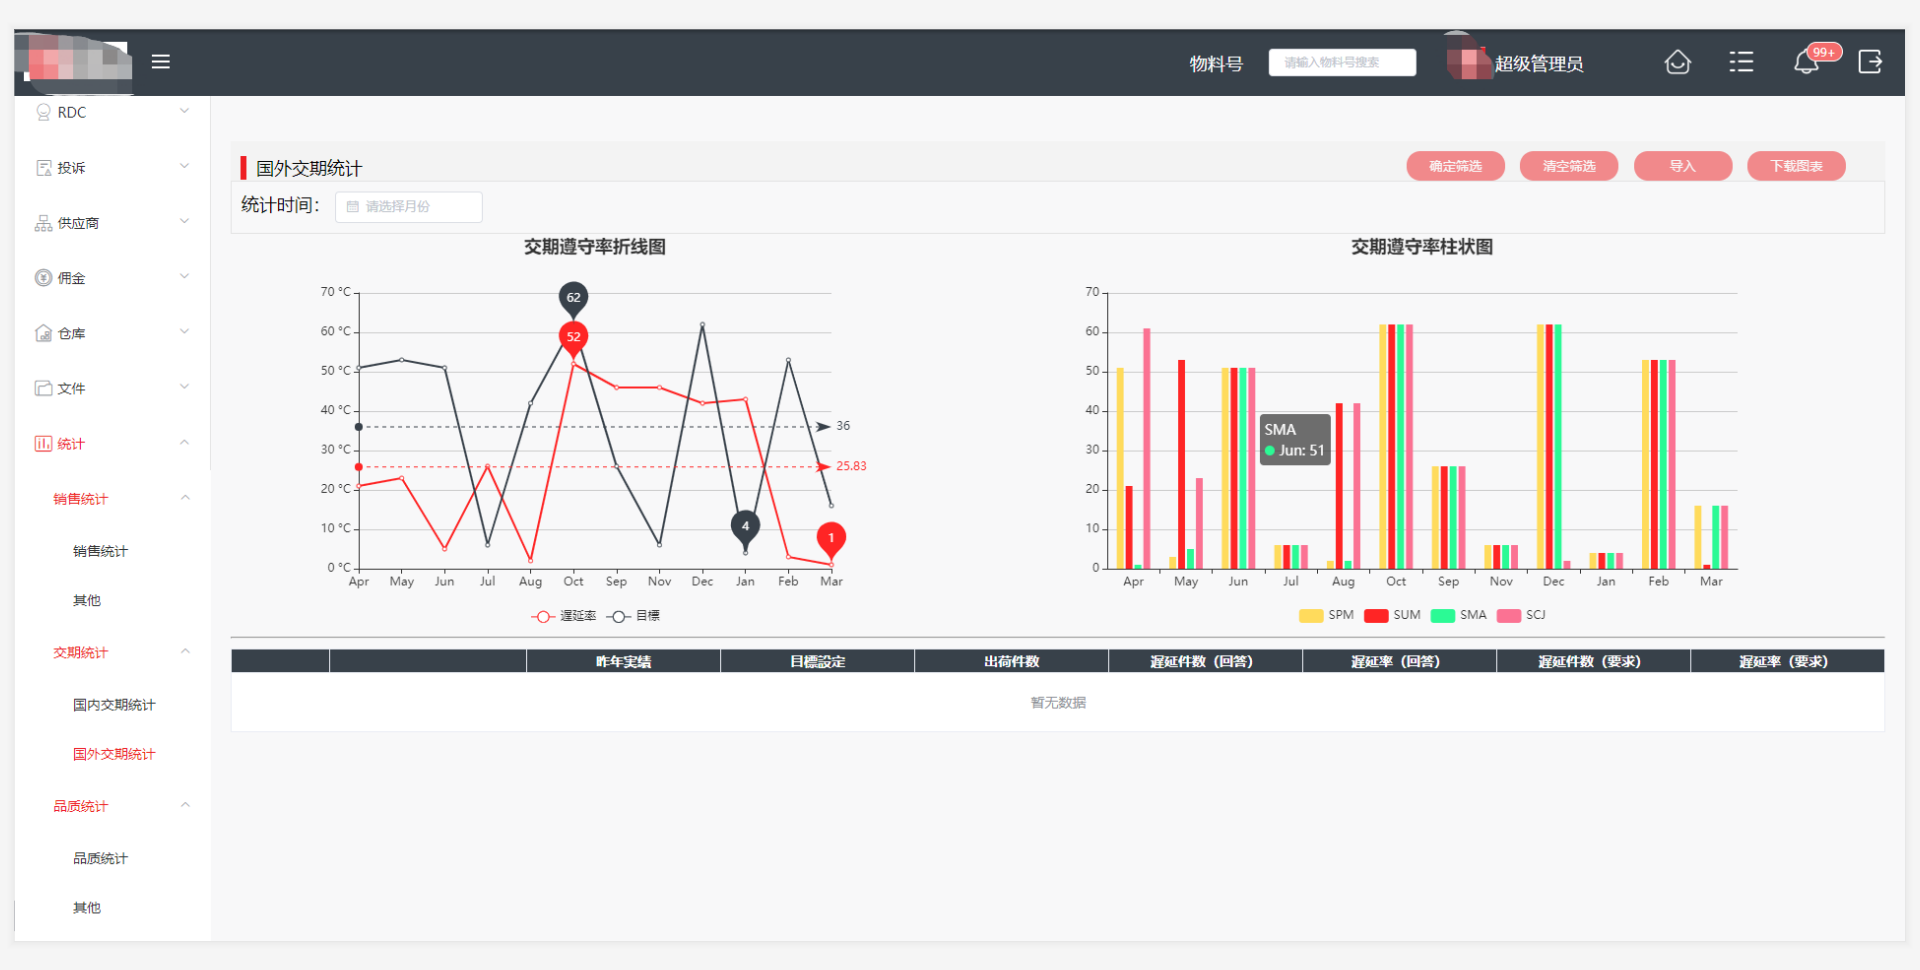 物料号
请输入物料号搜索
超级管理员
99+
RDC
投诉
供应商
佣金
仓库
文件
统计
销售统计
销售统计
其他
交期统计
国内交期统计
国外交期统计
品质统计
品质统计
其他
国外交期统计
确定筛选
清空筛选
导入
下载图表
统计时间：
请选择月份
交期遵守率折线图
70 °C
60 °C
50 °C
40 °C
30 °C
20 °C
10 °C
0 °C
62
52
36
25.83
4
1
Apr May Jun Jul Aug Oct Sep Nov Dec Jan Feb Mar
遅延率 目標
交期遵守率柱状图
70
60
50
40
30
20
10
0
SMA
Jun: 51
Apr May Jun Jul Aug Oct Sep Nov Dec Jan Feb Mar
SPM SUM SMA SCJ
昨年实績 目標設定 出荷件数 遅延件数（回答） 遅延率（回答） 遅延件数（要求） 遅延率（要求）
暂无数据